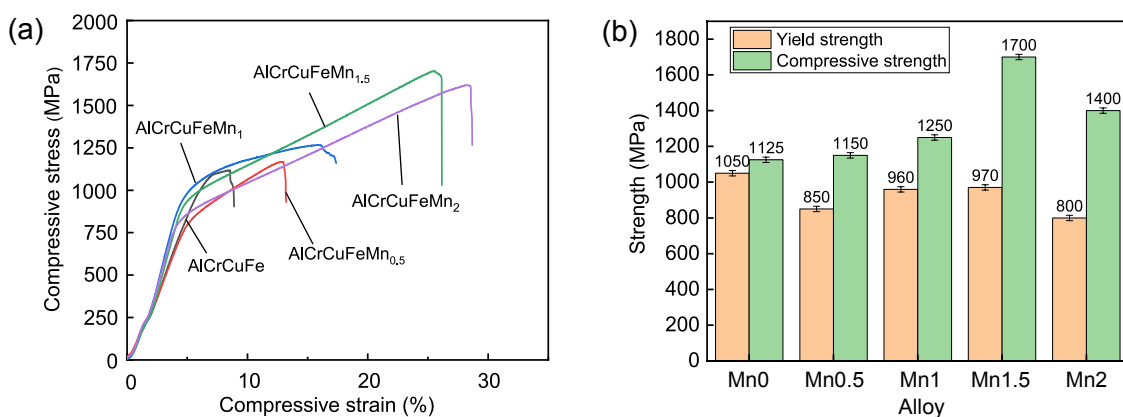 (a)
Compressive stress (MPa)
2000
1750
1500
1250
1000
750
500
250
0
0
10
20
30
Compressive strain (%)
AlCrCuFeMn1.5
AlCrCuFeMn1
AlCrCuFeMn2
AlCrCuFe
AlCrCuFeMn0.5
(b)
Strength (MPa)
1800
1600
1400
1200
1000
800
600
400
200
0
Yield strength
Compressive strength
1050
1125
850
1150
960
1250
970
1700
800
1400
Mn0
Mn0.5
Mn1
Mn1.5
Mn2
Alloy